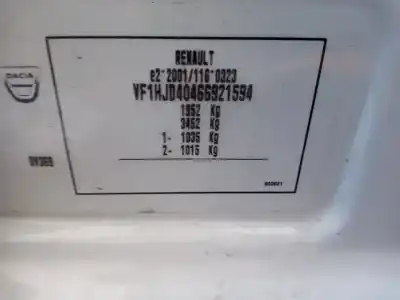 RENAULT
e2*2001/116*0323
VF1HJD40466921594
1952 Kg
3452 Kg
1- 1035 Kg
2- 1015 Kg
DACIA